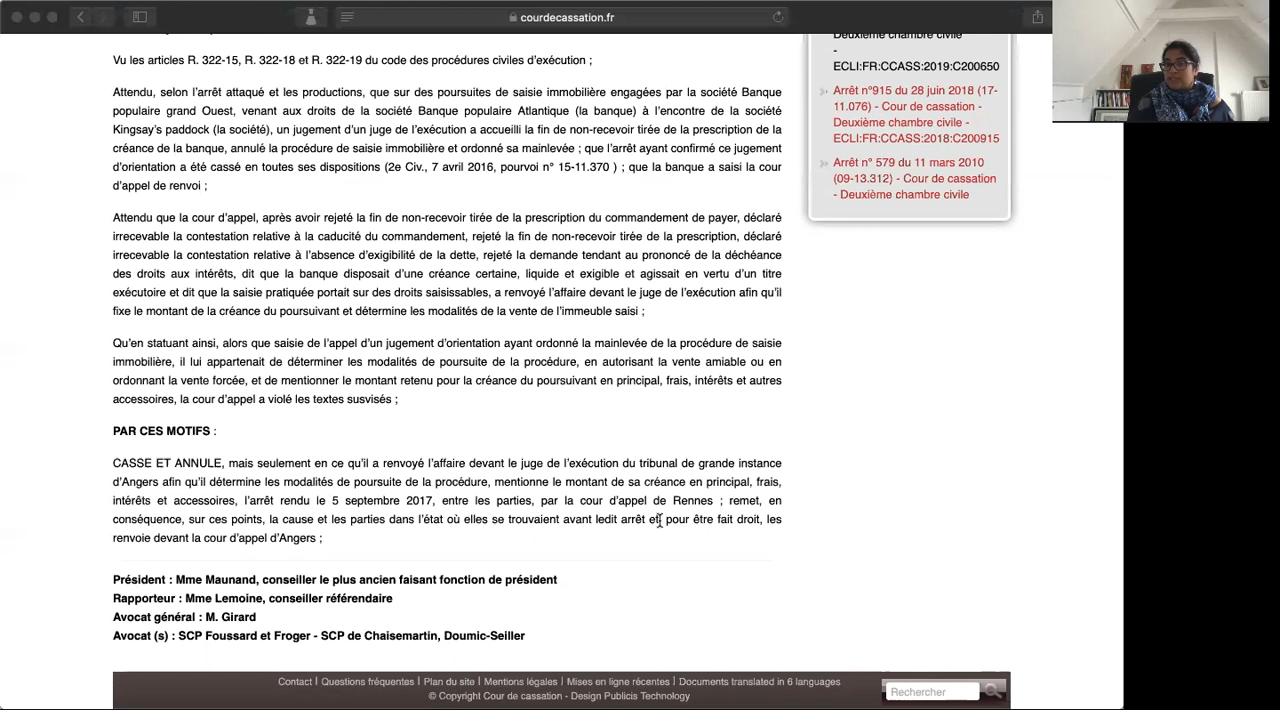 courdecassation.fr
Vu les articles R. 322-15, R. 322-18 et R. 322-19 du code des procédures civiles d'exécution ;
Attendu, selon l'arrêt attaqué et les productions, que sur des poursuites de saisie immobilière engagées par la société Banque
populaire grand Ouest, venant aux droits de la société Banque populaire Atlantique (la banque) à l'encontre de la société
Kingsay's paddock (la société), un jugement d'un juge de l'exécution a accueilli la fin de non-recevoir tirée de la prescription de la
créance de la banque, annulé la procédure de saisie immobilière et ordonné sa mainlevée ; que l'arrêt ayant confirmé ce jugement
d'orientation a été cassé en toutes ses dispositions (2e Civ., 7 avril 2016, pourvoi n° 15-11.370 ) ; que la banque a saisi la cour
d'appel de renvoi ;
Attendu que la cour d'appel, après avoir rejeté la fin de non-recevoir tirée de la prescription du commandement de payer, déclaré
irrecevable la contestation relative à la caducité du commandement, rejeté la fin de non-recevoir tirée de la prescription, déclaré
irrecevable la contestation relative à l'absence d'exigibilité de la dette, rejeté la demande tendant au prononcé de la déchéance
des droits aux intérêts, dit que la banque disposait d'une créance certaine, liquide et exigible et agissait en vertu d'un titre
exécutoire et dit que la saisie pratiquée portait sur des droits saisissables, a renvoyé l'affaire devant le juge de l'exécution afin qu'il
fixe le montant de la créance du poursuivant et détermine les modalités de la vente de l'immeuble saisi ;
Qu'en statuant ainsi, alors que saisie de l'appel d'un jugement d'orientation ayant ordonné la mainlevée de la procédure de saisie
immobilière, il lui appartenait de déterminer les modalités de poursuite de la procédure, en autorisant la vente amiable ou en
ordonnant la vente forcée, et de mentionner le montant retenu pour la créance du poursuivant en principal, frais, intérêts et autres
accessoires, la cour d'appel a violé les textes susvisés ;
PAR CES MOTIFS :
CASSE ET ANNULE, mais seulement en ce qu'il a renvoyé l'affaire devant le juge de l'exécution du tribunal de grande instance
d'Angers afin qu'il détermine les modalités de poursuite de la procédure, mentionne le montant de sa créance en principal, frais,
intérêts et accessoires, l'arrêt rendu le 5 septembre 2017, entre les parties, par la cour d'appel de Rennes ; remet, en
conséquence, sur ces points, la cause et les parties dans l'état où elles se trouvaient avant ledit arrêt et pour être fait droit, les
renvoie devant la cour d'appel d'Angers ;
Président : Mme Maunand, conseiller le plus ancien faisant fonction de président
Rapporteur : Mme Lemoine, conseiller référendaire
Avocat général : M. Girard
Avocat (s) : SCP Foussard et Froger - SCP de Chaisemartin, Doumic-Seiller
Deuxième chambre civile
-
ECLI:FR:CCASS:2019:C200650
Arrêt n°915 du 28 juin 2018 (17-
11.076) - Cour de cassation -
Deuxième chambre civile -
ECLI:FR:CCASS:2018:C200915
Arrêt n° 579 du 11 mars 2010
(09-13.312) - Cour de cassation
- Deuxième chambre civile
Contact | Questions fréquentes | Plan du site | Mentions légales | Mises en ligne récentes | Documents translated in 6 languages
© Copyright Cour de cassation - Design Publicis Technology
Rechercher